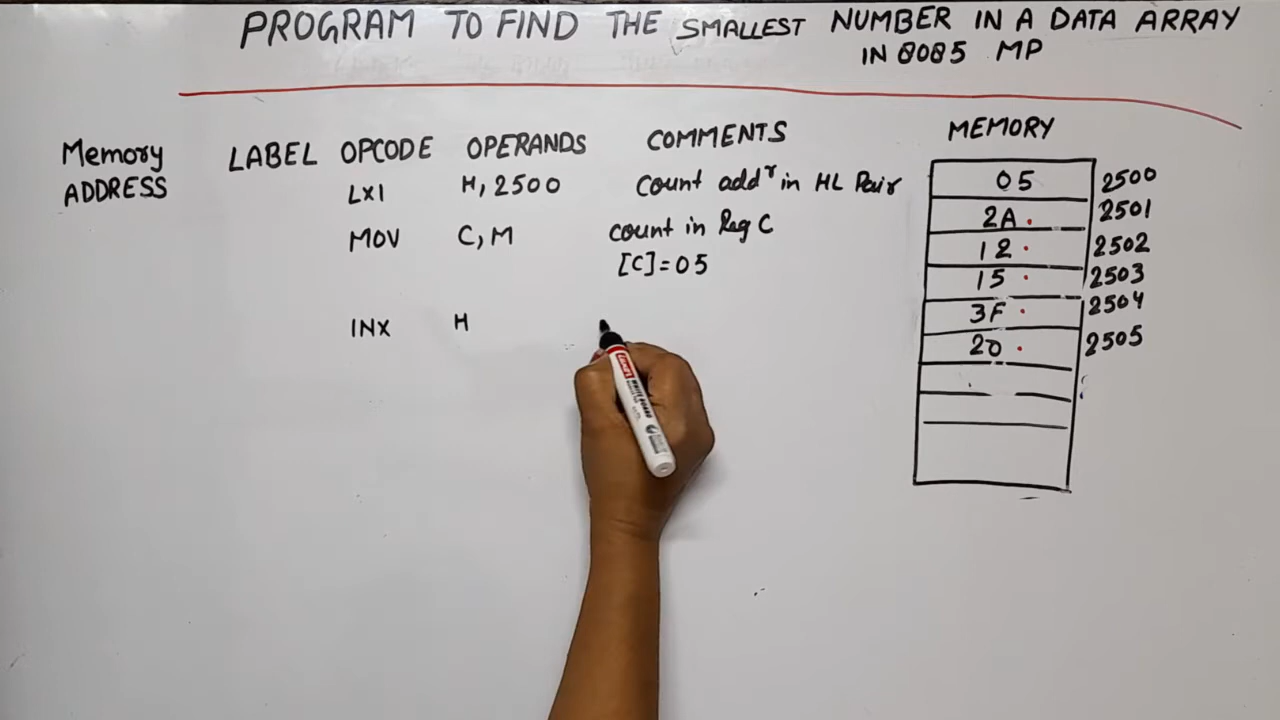 PROGRAM TO FIND THE SMALLEST NUMBER IN A DATA ARRAY
IN 8085 MP
Memory ADDRESS
LABEL OPCODE OPERANDS COMMENTS
LXI H, 2500 Count addr in HL Pair
MOV C, M count in Reg C
[C]=05
INX H
MEMORY
05 2500
2A 2501
12 2502
15 2503
3F 2504
20 2505